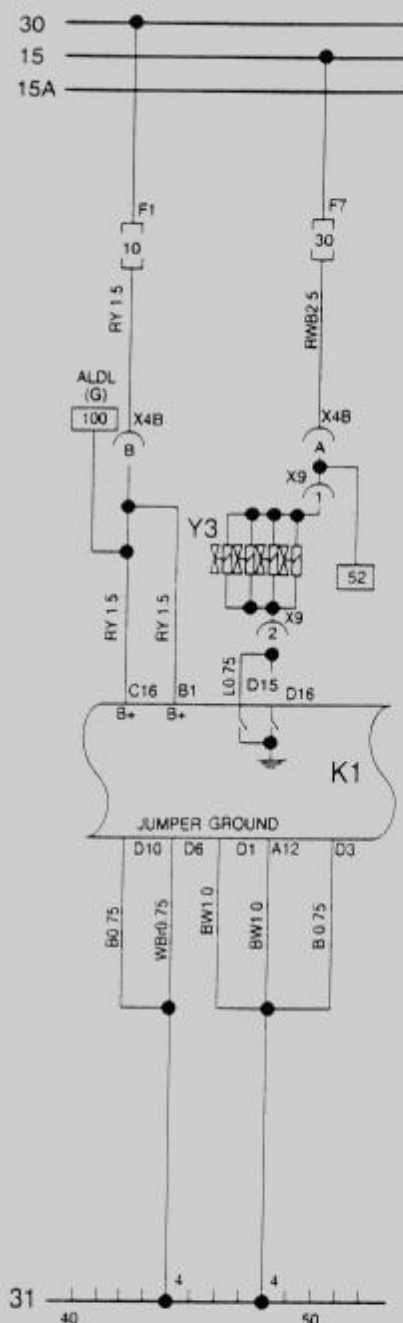 30
15
15A
F1 F7
10 30
RY 1.5 RWB2.5
ALDL
(G)
100 X4B X4B
B A
X9
1
Y3
52
X9
2
RY 1.5 RY 1.5 L0.75 D15 D16
C16 B1
B+ B+
K1
JUMPER GROUND
D10 D6 D1 A12 D3
B0.75 WBr0.75 BW1.0 BW1.0 B 0.75
4 4
31
40 50